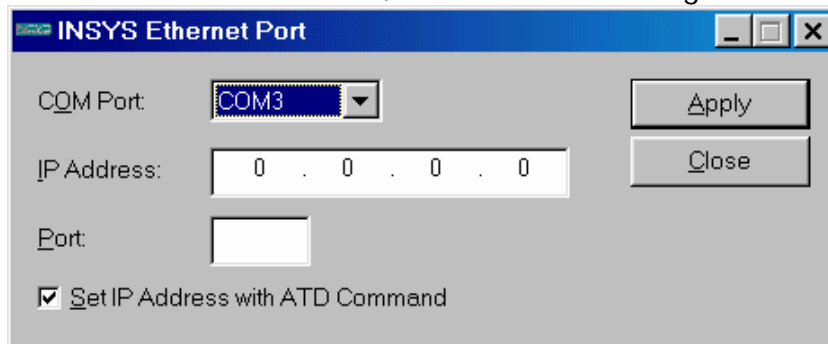 INSYS Ethernet Port
COM Port: COM3 Apply
IP Address: 0 . 0 . 0 . 0 Close
Port:
Set IP Address with ATD Command